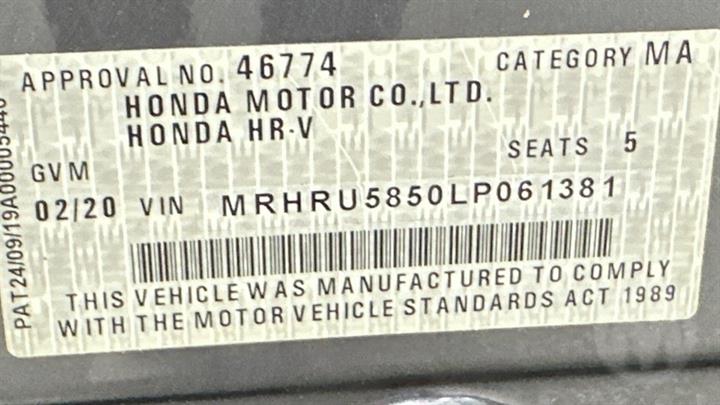 APPROVAL NO. 46774 CATEGORY MA
HONDA MOTOR CO.,LTD.
HONDA HR-V
SEATS 5
GVM
02/20 VIN MRHRU5850LP061381
THIS VEHICLE WAS MANUFACTURED TO COMPLY
WITH THE MOTOR VEHICLE STANDARDS ACT 1989
PAT24/09/19A00005440